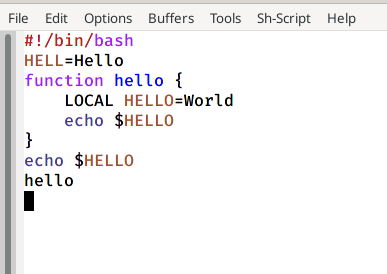 File Edit Options Buffers Tools Sh-Script Help
#!/bin/bash
HELL=Hello
function hello {
    LOCAL HELLO=World
    echo $HELLO
}
echo $HELLO
hello